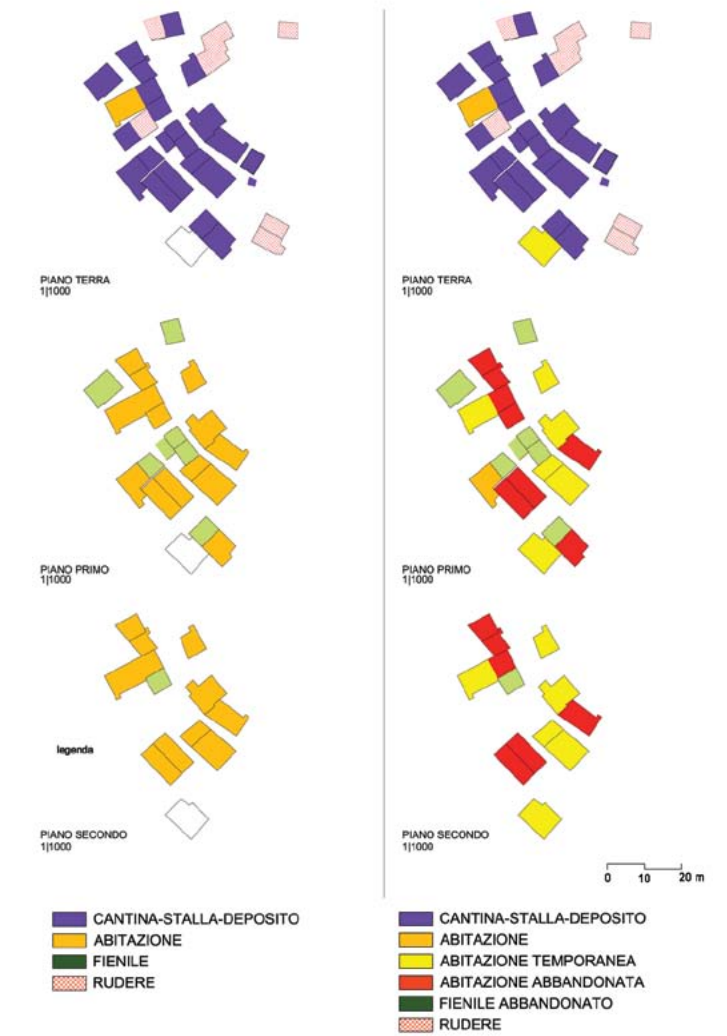 PIANO TERRA
1|1000
PIANO TERRA
1|1000
PIANO PRIMO
1|1000
PIANO PRIMO
1|1000
legenda
PIANO SECONDO
1|1000
PIANO SECONDO
1|1000
0 10 20 m
CANTINA-STALLA-DEPOSITO
ABITAZIONE
FIENILE
RUDERE
CANTINA-STALLA-DEPOSITO
ABITAZIONE
ABITAZIONE TEMPORANEA
ABITAZIONE ABBANDONATA
FIENILE ABBANDONATO
RUDERE